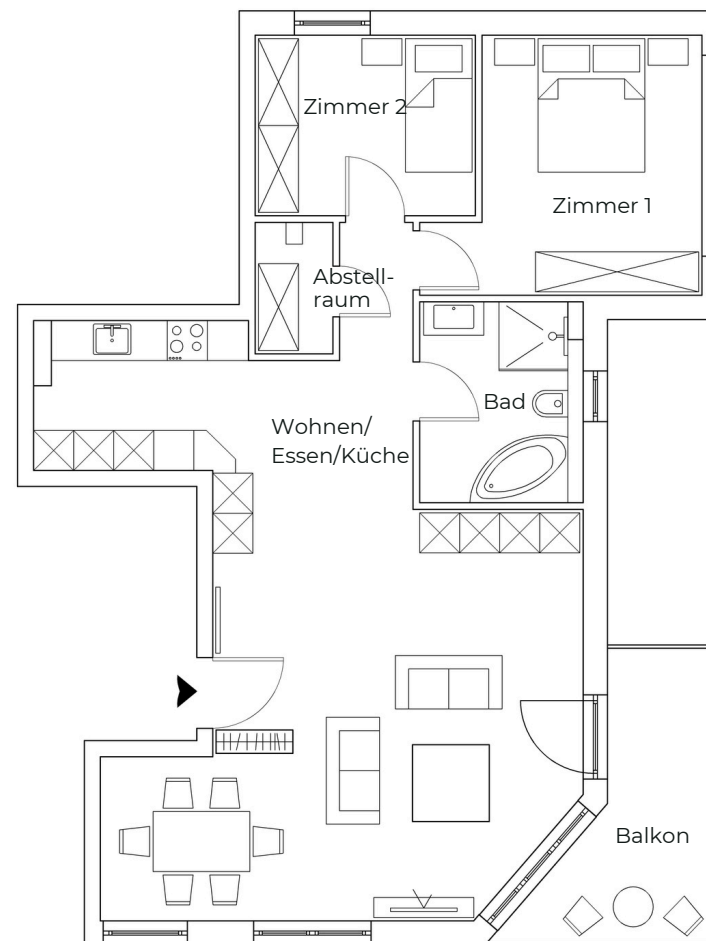 Zimmer 2
Zimmer 1
Abstell-
raum
Bad
Wohnen/
Essen/Küche
Balkon